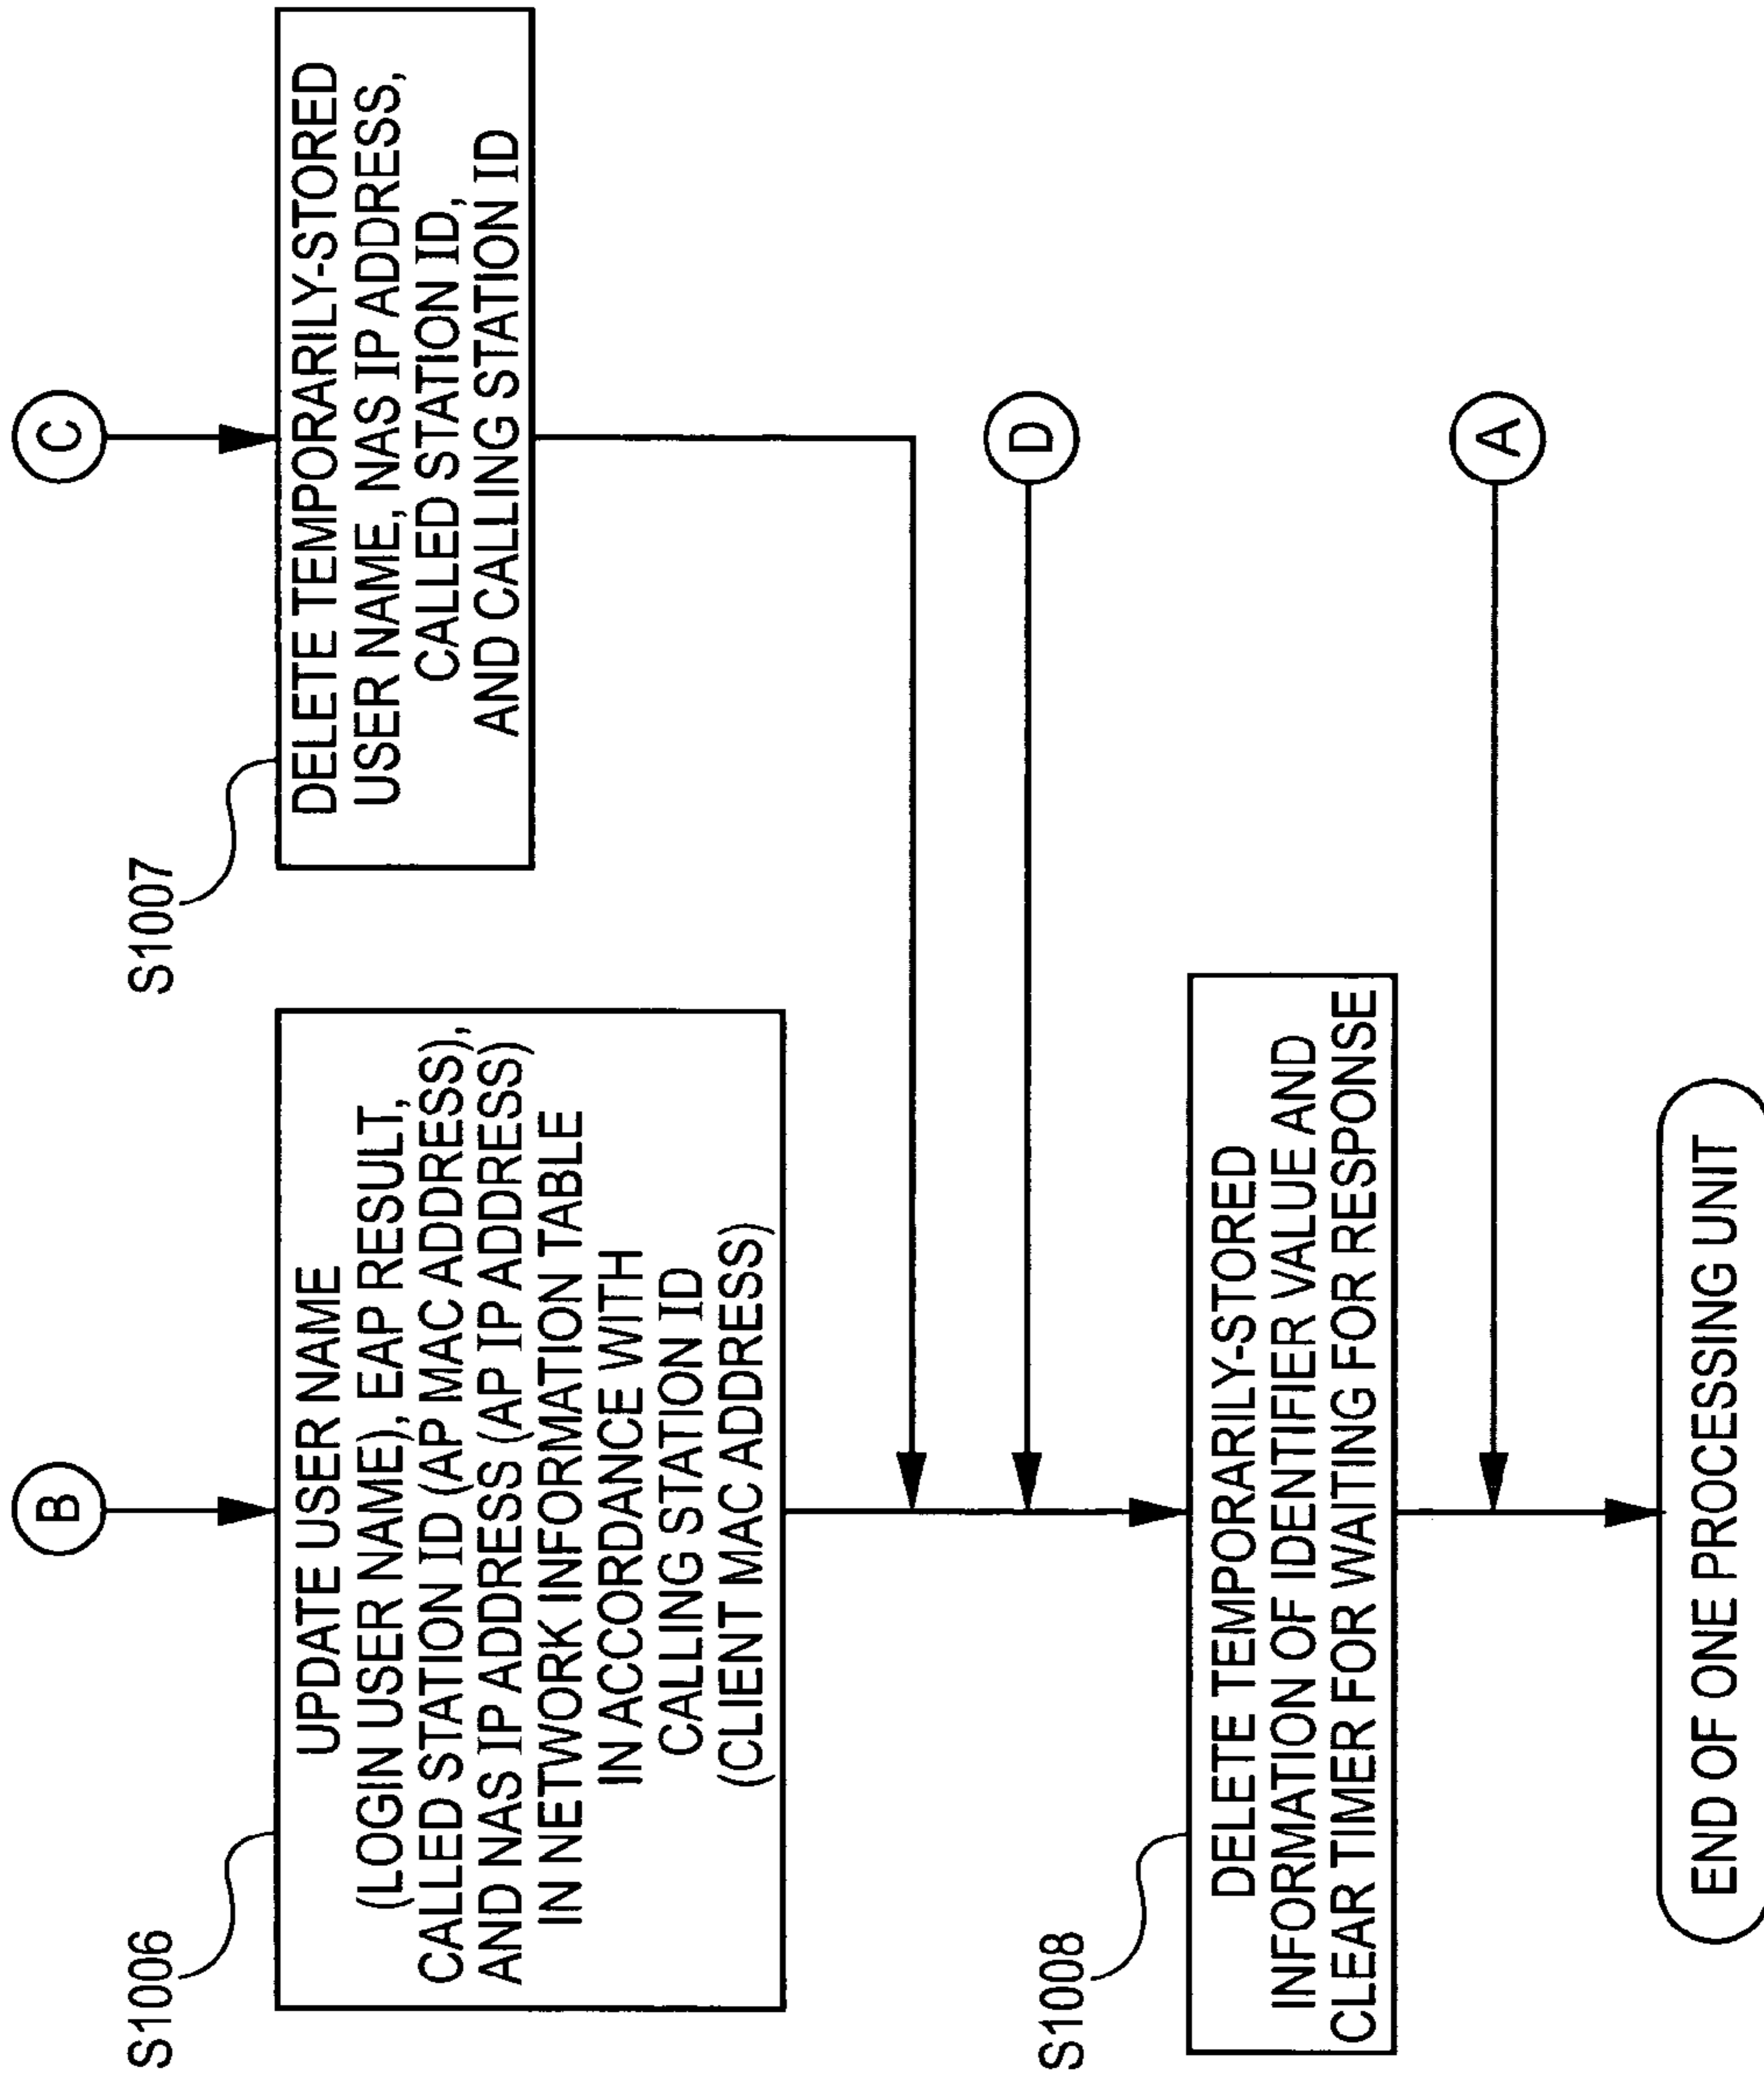 B
S1006
UPDATE USER NAME
(LOGIN USER NAME), EAP RESULT,
CALLED STATION ID (AP MAC ADDRESS),
AND NAS IP ADDRESS (AP IP ADDRESS)
IN NETWORK INFORMATION TABLE
IN ACCORDANCE WITH
CALLING STATION ID
(CLIENT MAC ADDRESS)
C
S1007
DELETE TEMPORARILY-STORED
USER NAME, NAS IP ADDRESS,
CALLED STATION ID,
AND CALLING STATION ID
D
S1008
DELETE TEMPORARILY-STORED
INFORMATION OF IDENTIFIER VALUE AND
CLEAR TIMER FOR WAITING FOR RESPONSE
A
END OF ONE PROCESSING UNIT